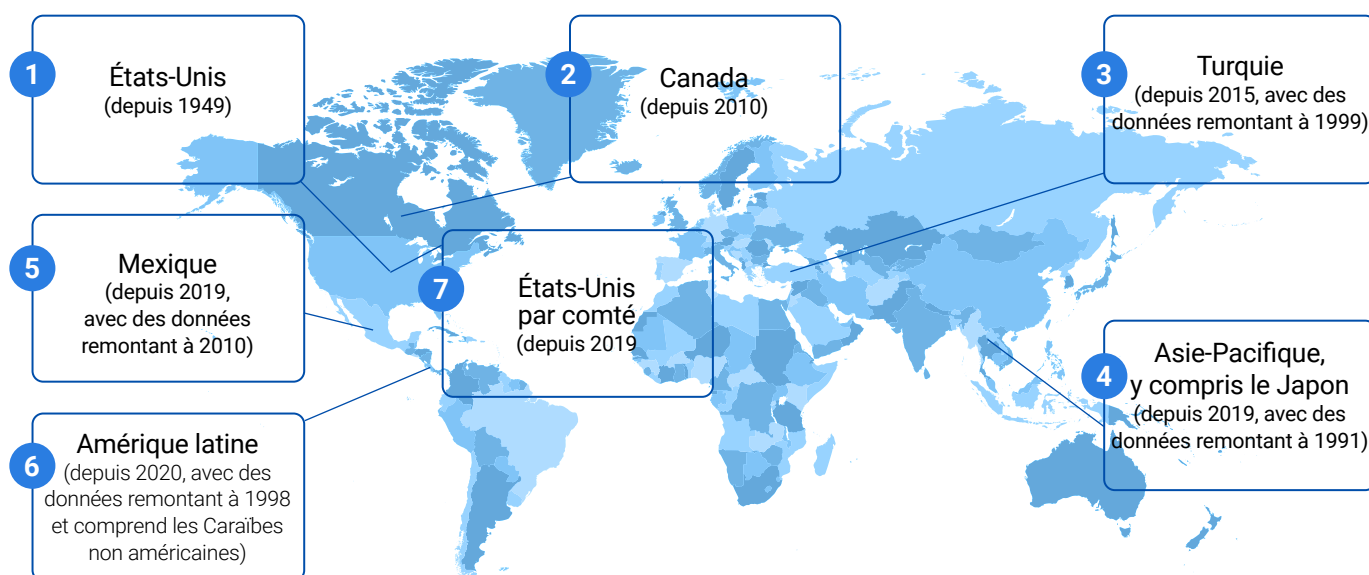 1
États-Unis
(depuis 1949)
2
Canada
(depuis 2010)
3
Turquie
(depuis 2015, avec des
données remontant à 1999)
5
Mexique
(depuis 2019,
avec des données
remontant à 2010)
7
États-Unis
par comté
(depuis 2019
4
Asie-Pacifique,
y compris le Japon
(depuis 2019, avec des
données remontant à 1991)
6
Amérique latine
(depuis 2020, avec des
données remontant à 1998
et comprend les Caraïbes
non américaines)